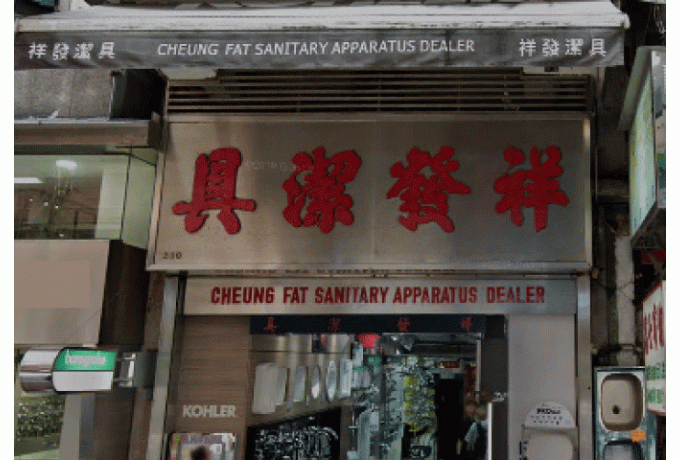 祥發潔具 CHEUNG FAT SANITARY APPARATUS DEALER 祥發潔具
祥發潔具
CHEUNG FAT SANITARY APPARATUS DEALER
祥發潔具
KOHLER